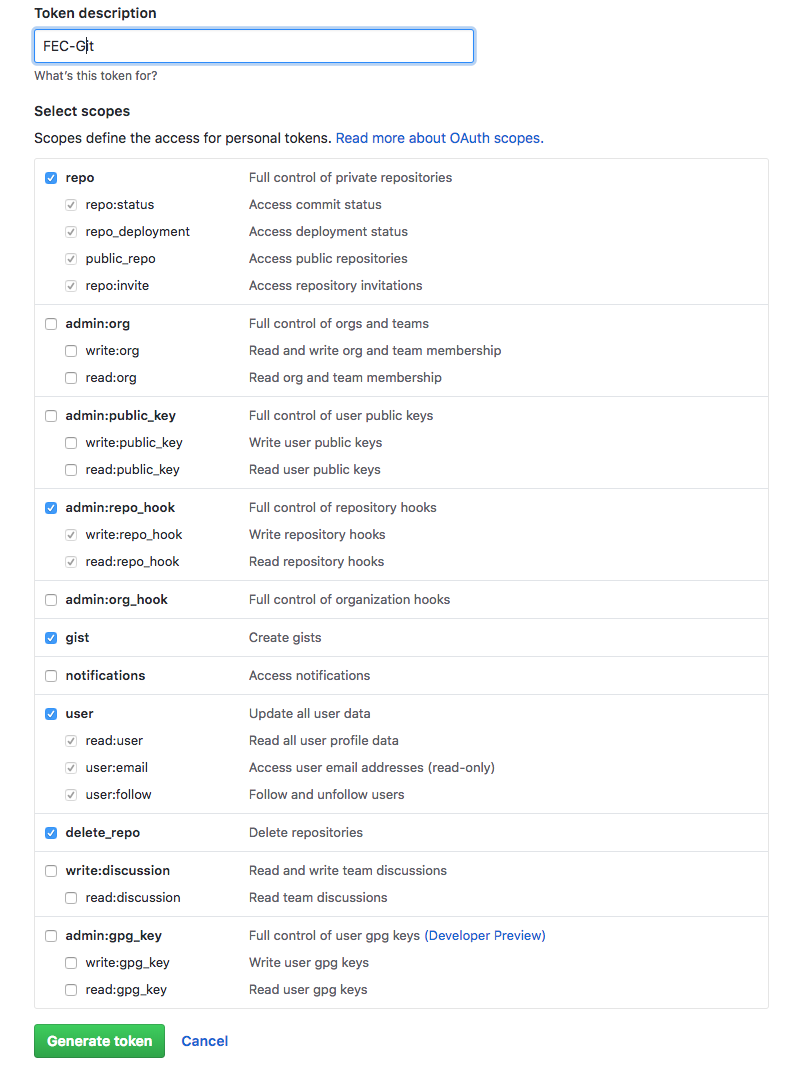 Token description
FEC-Git
What's this token for?
Select scopes
Scopes define the access for personal tokens. Read more about OAuth scopes.
repo Full control of private repositories
repo:status Access commit status
repo_deployment Access deployment status
public_repo Access public repositories
repo:invite Access repository invitations
admin:org Full control of orgs and teams
write:org Read and write org and team membership
read:org Read org and team membership
admin:public_key Full control of user public keys
write:public_key Write user public keys
read:public_key Read user public keys
admin:repo_hook Full control of repository hooks
write:repo_hook Write repository hooks
read:repo_hook Read repository hooks
admin:org_hook Full control of organization hooks
gist Create gists
notifications Access notifications
user Update all user data
read:user Read all user profile data
user:email Access user email addresses (read-only)
user:follow Follow and unfollow users
delete_repo Delete repositories
write:discussion Read and write team discussions
read:discussion Read team discussions
admin:gpg_key Full control of user gpg keys (Developer Preview)
write:gpg_key Write user gpg keys
read:gpg_key Read user gpg keys
Generate token Cancel